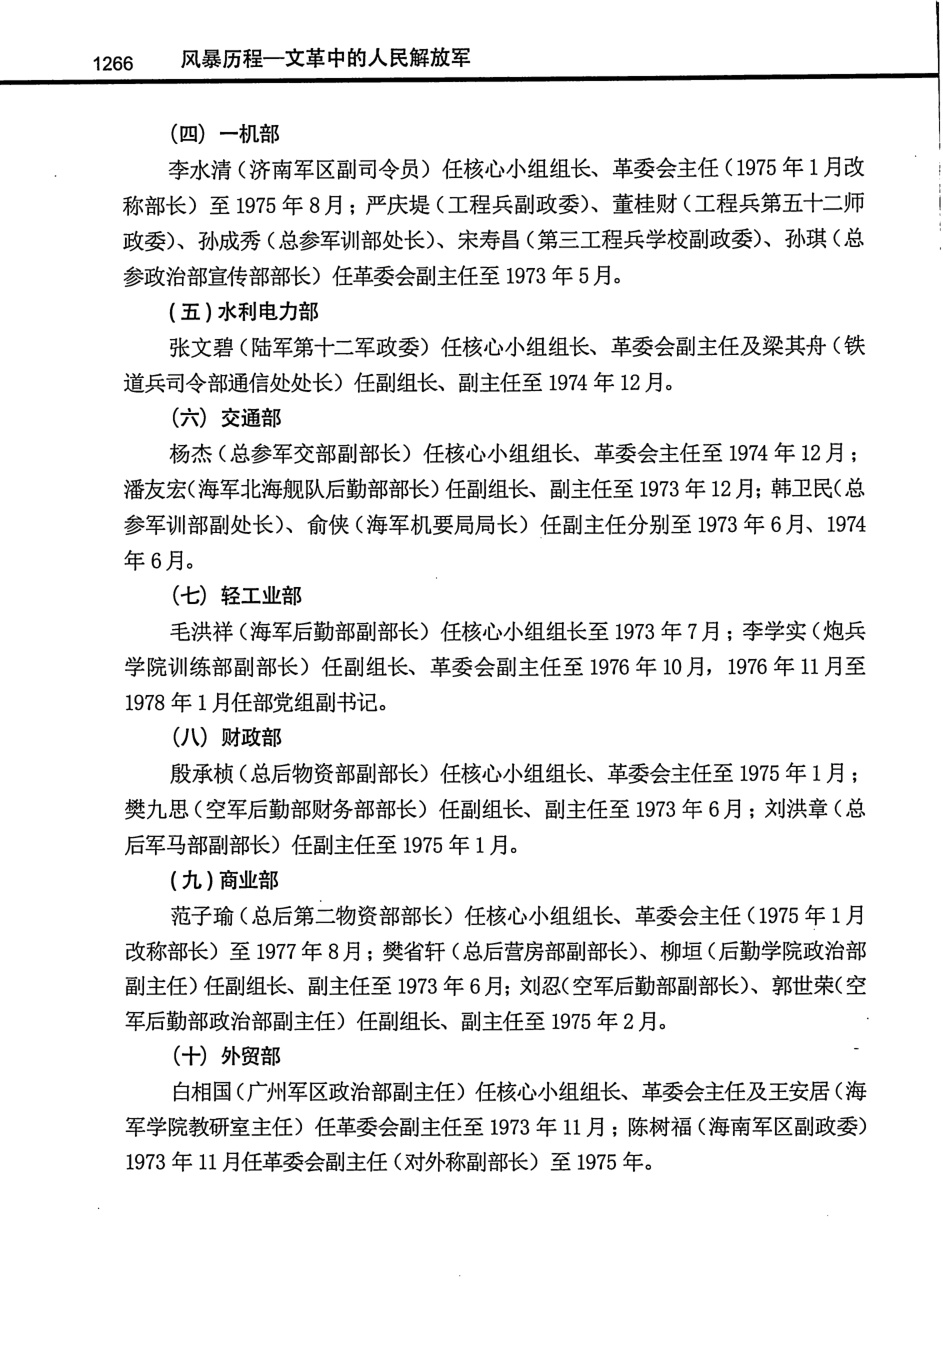 1266 风暴历程—文革中的人民解放军
（四）一机部
李水清（济南军区副司令员）任核心小组组长、革委会主任（1975 年 1 月改
称部长）至 1975 年 8 月；严庆堤（工程兵副政委）、董桂财（工程兵第五十二师
政委）、孙成秀（总参军训部处长）、宋寿昌（第三工程兵学校副政委）、孙琪（总
参政治部宣传部部长）任革委会副主任至 1973 年 5 月。
（五）水利电力部
张文碧（陆军第十二军政委）任核心小组组长、革委会副主任及梁其舟（铁
道兵司令部通信处处长）任副组长、副主任至 1974 年 12 月。
（六）交通部
杨杰（总参军交部副部长）任核心小组组长、革委会主任至 1974 年 12 月；
潘友宏（海军北海舰队后勤部部长）任副组长、副主任至 1973 年 12 月；韩卫民（总
参军训部副处长）、俞侠（海军机要局局长）任副主任分别至 1973 年 6 月、1974
年 6 月。
（七）轻工业部
毛洪祥（海军后勤部副部长）任核心小组组长至 1973 年 7 月；李学实（炮兵
学院训练部副部长）任副组长、革委会副主任至 1976 年 10 月，1976 年 11 月至
1978 年 1 月任部党组副书记。
（八）财政部
殷承桢（总后物资部副部长）任核心小组组长、革委会主任至 1975 年 1 月；
樊九思（空军后勤部财务部部长）任副组长、副主任至 1973 年 6 月；刘洪章（总
后军马部副部长）任副主任至 1975 年 1 月。
（九）商业部
范子瑜（总后第二物资部部长）任核心小组组长、革委会主任（1975 年 1 月
改称部长）至 1977 年 8 月；樊省轩（总后营房部副部长）、柳垣（后勤学院政治部
副主任）任副组长、副主任至 1973 年 6 月；刘忍（空军后勤部副部长）、郭世荣（空
军后勤部政治部副主任）任副组长、副主任至 1975 年 2 月。
（十）外贸部
白相国（广州军区政治部副主任）任核心小组组长、革委会主任及王安居（海
军学院教研室主任）任革委会副主任至 1973 年 11 月；陈树福（海南军区副政委）
1973 年 11 月任革委会副主任（对外称副部长）至 1975 年。